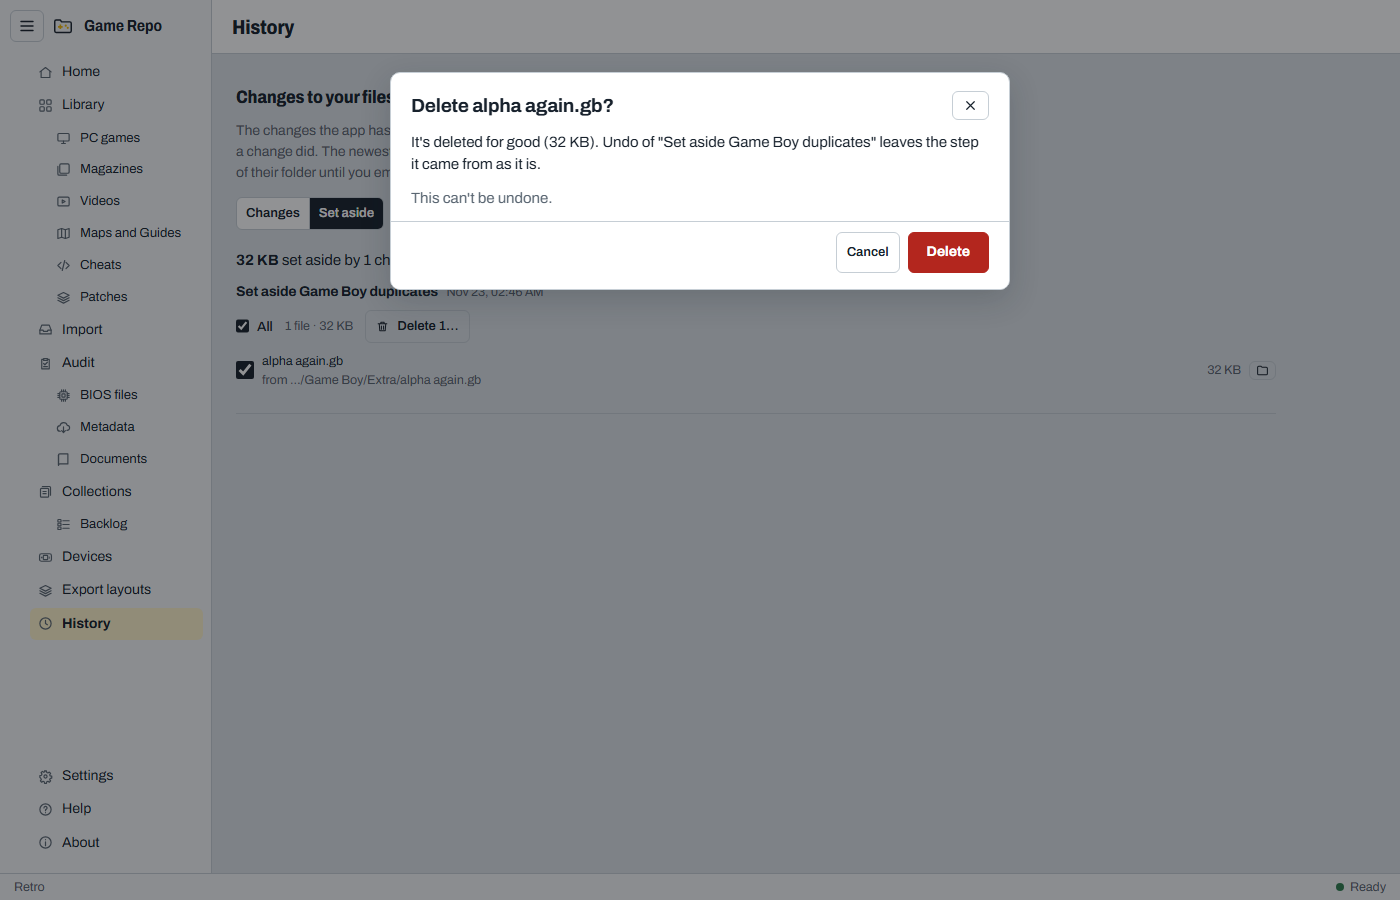 Game Repo
History
Home
Library
PC games
Magazines
Videos
Maps and Guides
Cheats
Patches
Import
Audit
BIOS files
Metadata
Documents
Collections
Backlog
Devices
Export layouts
History
Settings
Help
About
Changes to your files
The changes the app has
a change did. The newes
of their folder until you em
Changes
Set aside
32 KB set aside by 1 ch
Set aside Game Boy duplicates Nov 23, 02:46 AM
All 1 file · 32 KB Delete 1...
alpha again.gb
from .../Game Boy/Extra/alpha again.gb
32 KB
Delete alpha again.gb?
It's deleted for good (32 KB). Undo of "Set aside Game Boy duplicates" leaves the step
it came from as it is.
This can't be undone.
Cancel
Delete
Retro
Ready